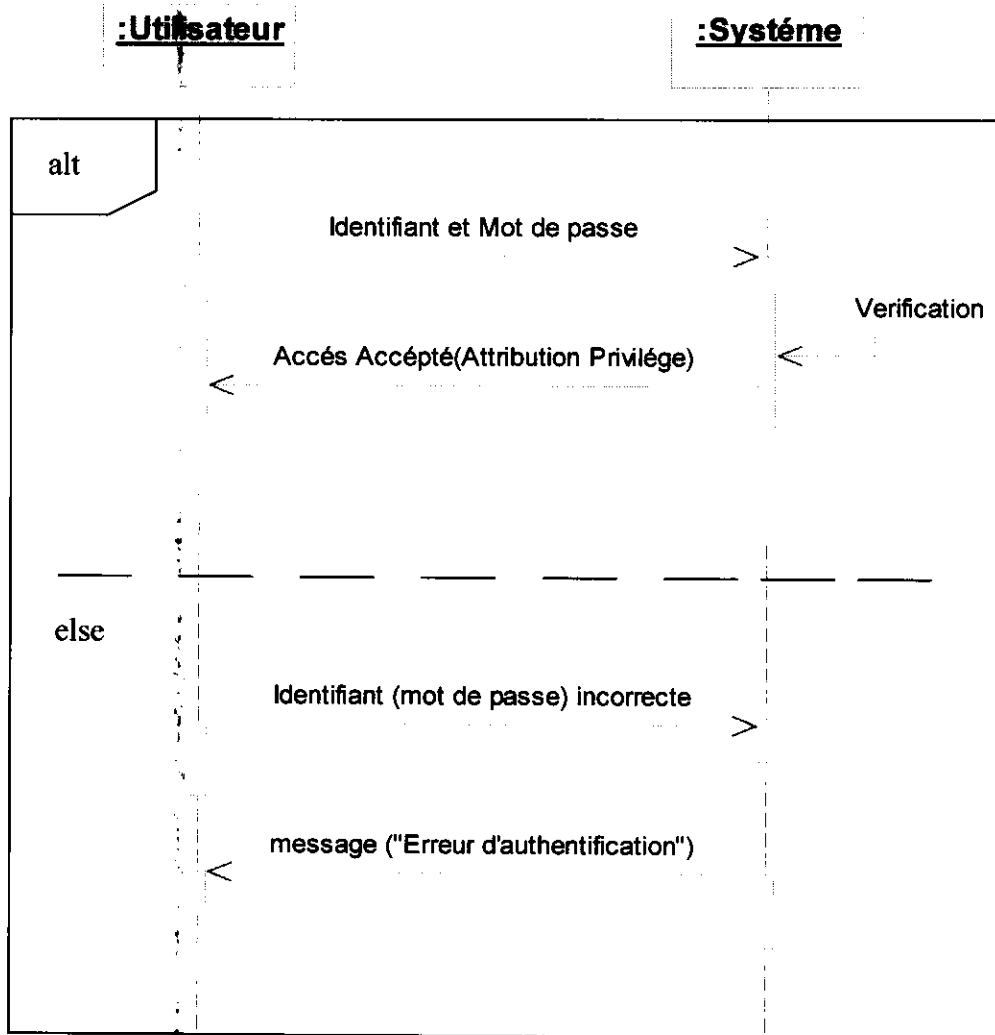 :Utilisateur
:Systéme
alt
Identifiant et Mot de passe
Verification
Accés Accépté(Attribution Privilége)
else
Identifiant (mot de passe) incorrecte
message ("Erreur d'authentification")